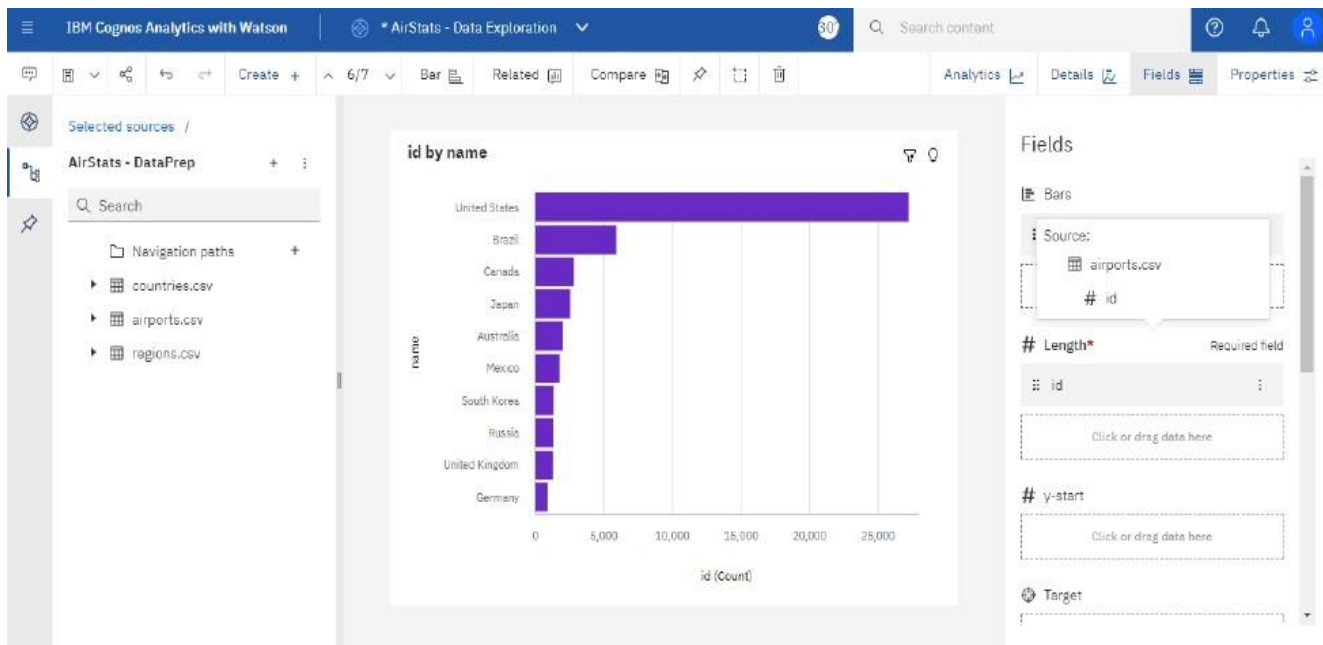 IBM Cognos Analytics with Watson
* AirStats - Data Exploration
30
Search content
Create +
6/7
Bar
Related
Compare
Analytics
Details
Fields
Properties
Selected sources /
AirStats - DataPrep
Search
Navigation paths
countries.csv
airports.csv
regions.csv
id by name
name
United States
Brazil
Canada
Japan
Australia
Mexico
South Korea
Russia
United Kingdom
Germany
0 5,000 10,000 15,000 20,000 25,000
id (Count)
Fields
Bars
Source:
airports.csv
# id
# Length* Required field
id
Click or drag data here
# y-start
Click or drag data here
Target